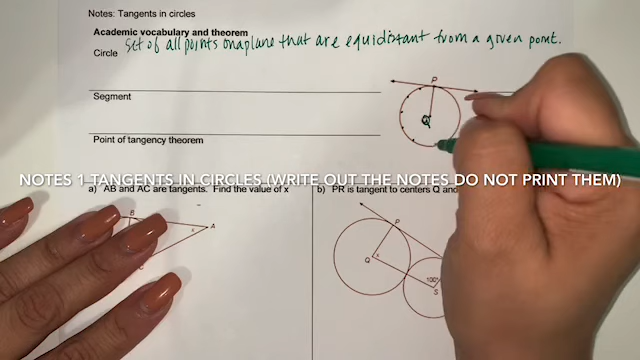 Notes: Tangents in circles
Academic vocabulary and theorem
Circle set of all points on a plane that are equidistant from a given point.
Segment
Point of tangency theorem
NOTES 1 TANGENTS IN CIRCLES (WRITE OUT THE NOTES DO NOT PRINT THEM)
a) AB and AC are tangents. Find the value of x
b) PR is tangent to centers Q and
P
Q
B
x
A
C
P
Q
x
100°
S